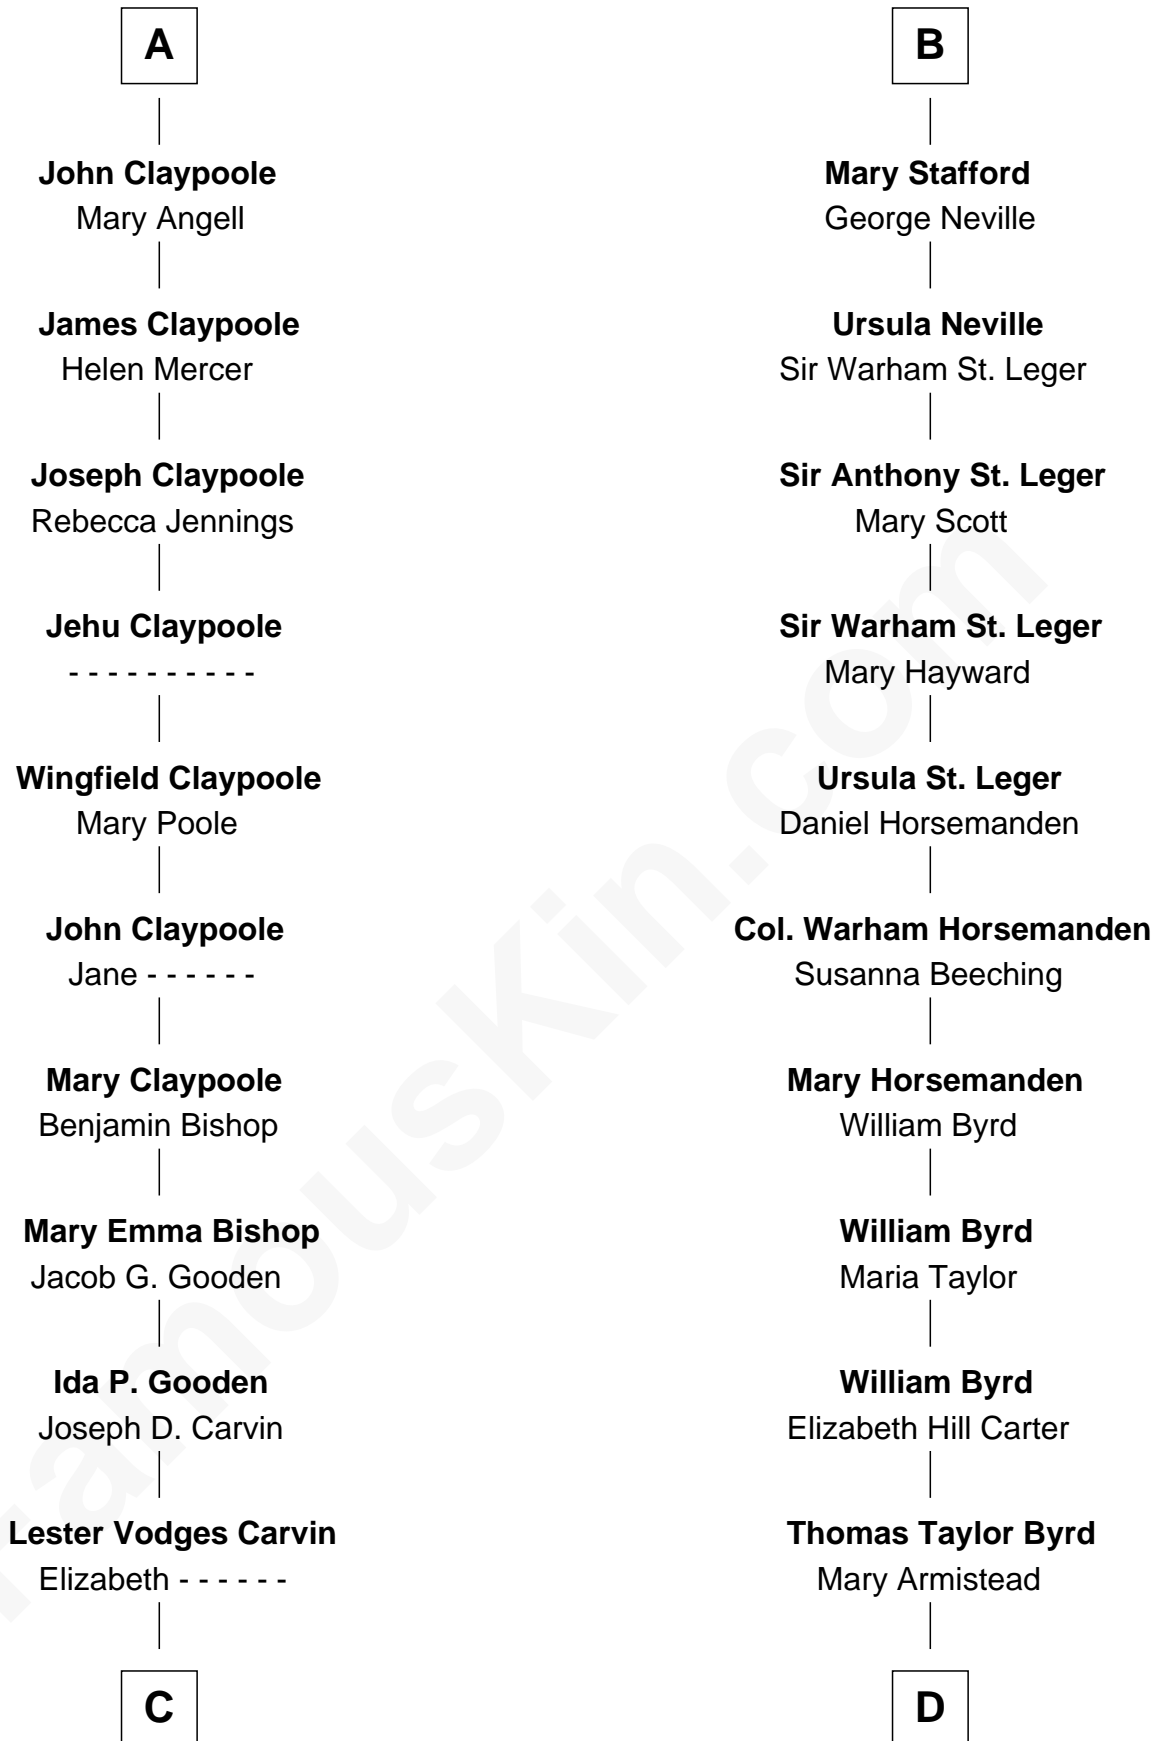 A
John Claypoole
Mary Angell
James Claypoole
Helen Mercer
Joseph Claypoole
Rebecca Jennings
Jehu Claypoole
- - - - - - - - - -
Wingfield Claypoole
Mary Poole
John Claypoole
Jane - - - - - -
Mary Claypoole
Benjamin Bishop
Mary Emma Bishop
Jacob G. Gooden
Ida P. Gooden
Joseph D. Carvin
Lester Vodges Carvin
Elizabeth - - - - - -
C
B
Mary Stafford
George Neville
Ursula Neville
Sir Warham St. Leger
Sir Anthony St. Leger
Mary Scott
Sir Warham St. Leger
Mary Hayward
Ursula St. Leger
Daniel Horsemanden
Col. Warham Horsemanden
Susanna Beeching
Mary Horsemanden
William Byrd
William Byrd
Maria Taylor
William Byrd
Elizabeth Hill Carter
Thomas Taylor Byrd
Mary Armistead
D
FamousKin.com